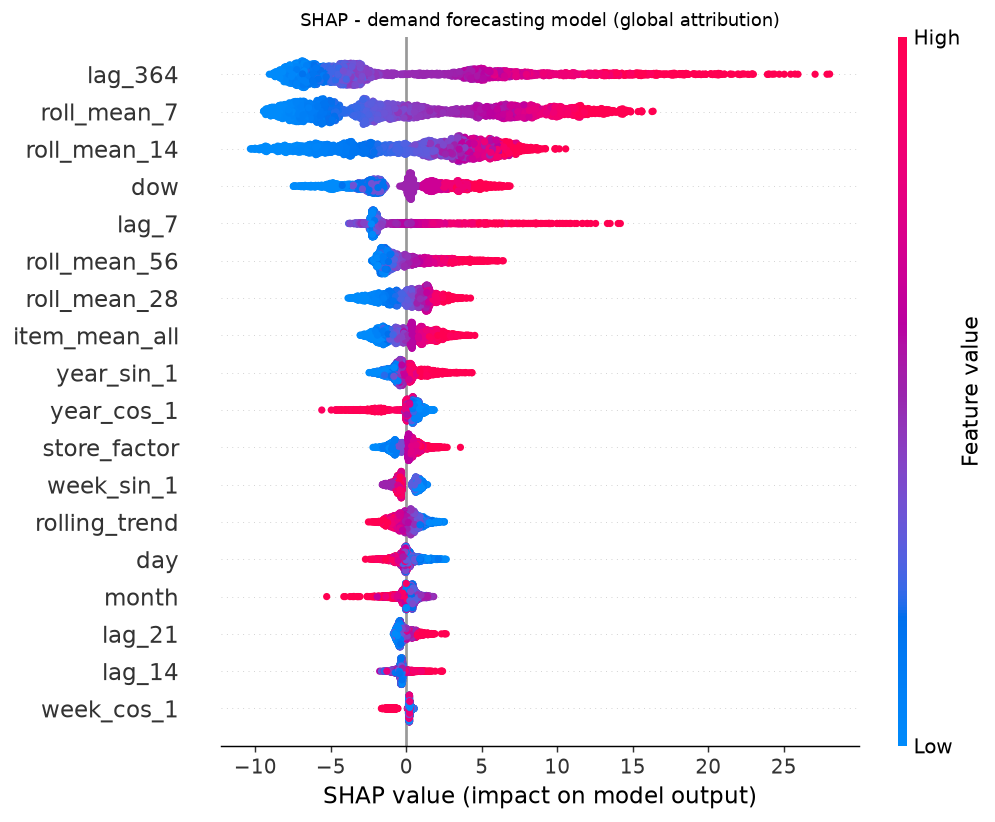 SHAP - demand forecasting model (global attribution)
High
lag_364
roll_mean_7
roll_mean_14
dow
lag_7
roll_mean_56
roll_mean_28
item_mean_all
year_sin_1
year_cos_1
store_factor
week_sin_1
rolling_trend
day
month
lag_21
lag_14
week_cos_1
Feature value
Low
−10 −5 0 5 10 15 20 25
SHAP value (impact on model output)